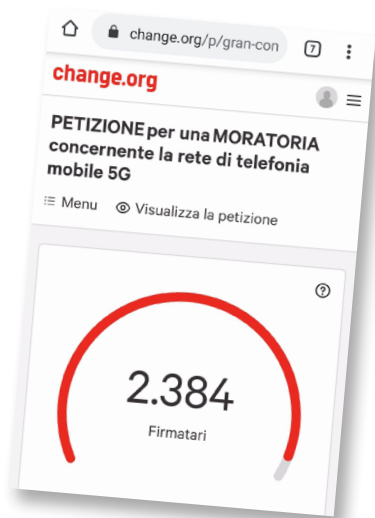 change.org/p/gran-con
7
change.org
PETIZIONE per una MORATORIA
concernente la rete di telefonia
mobile 5G
Menu
Visualizza la petizione
?
2.384
Firmatari